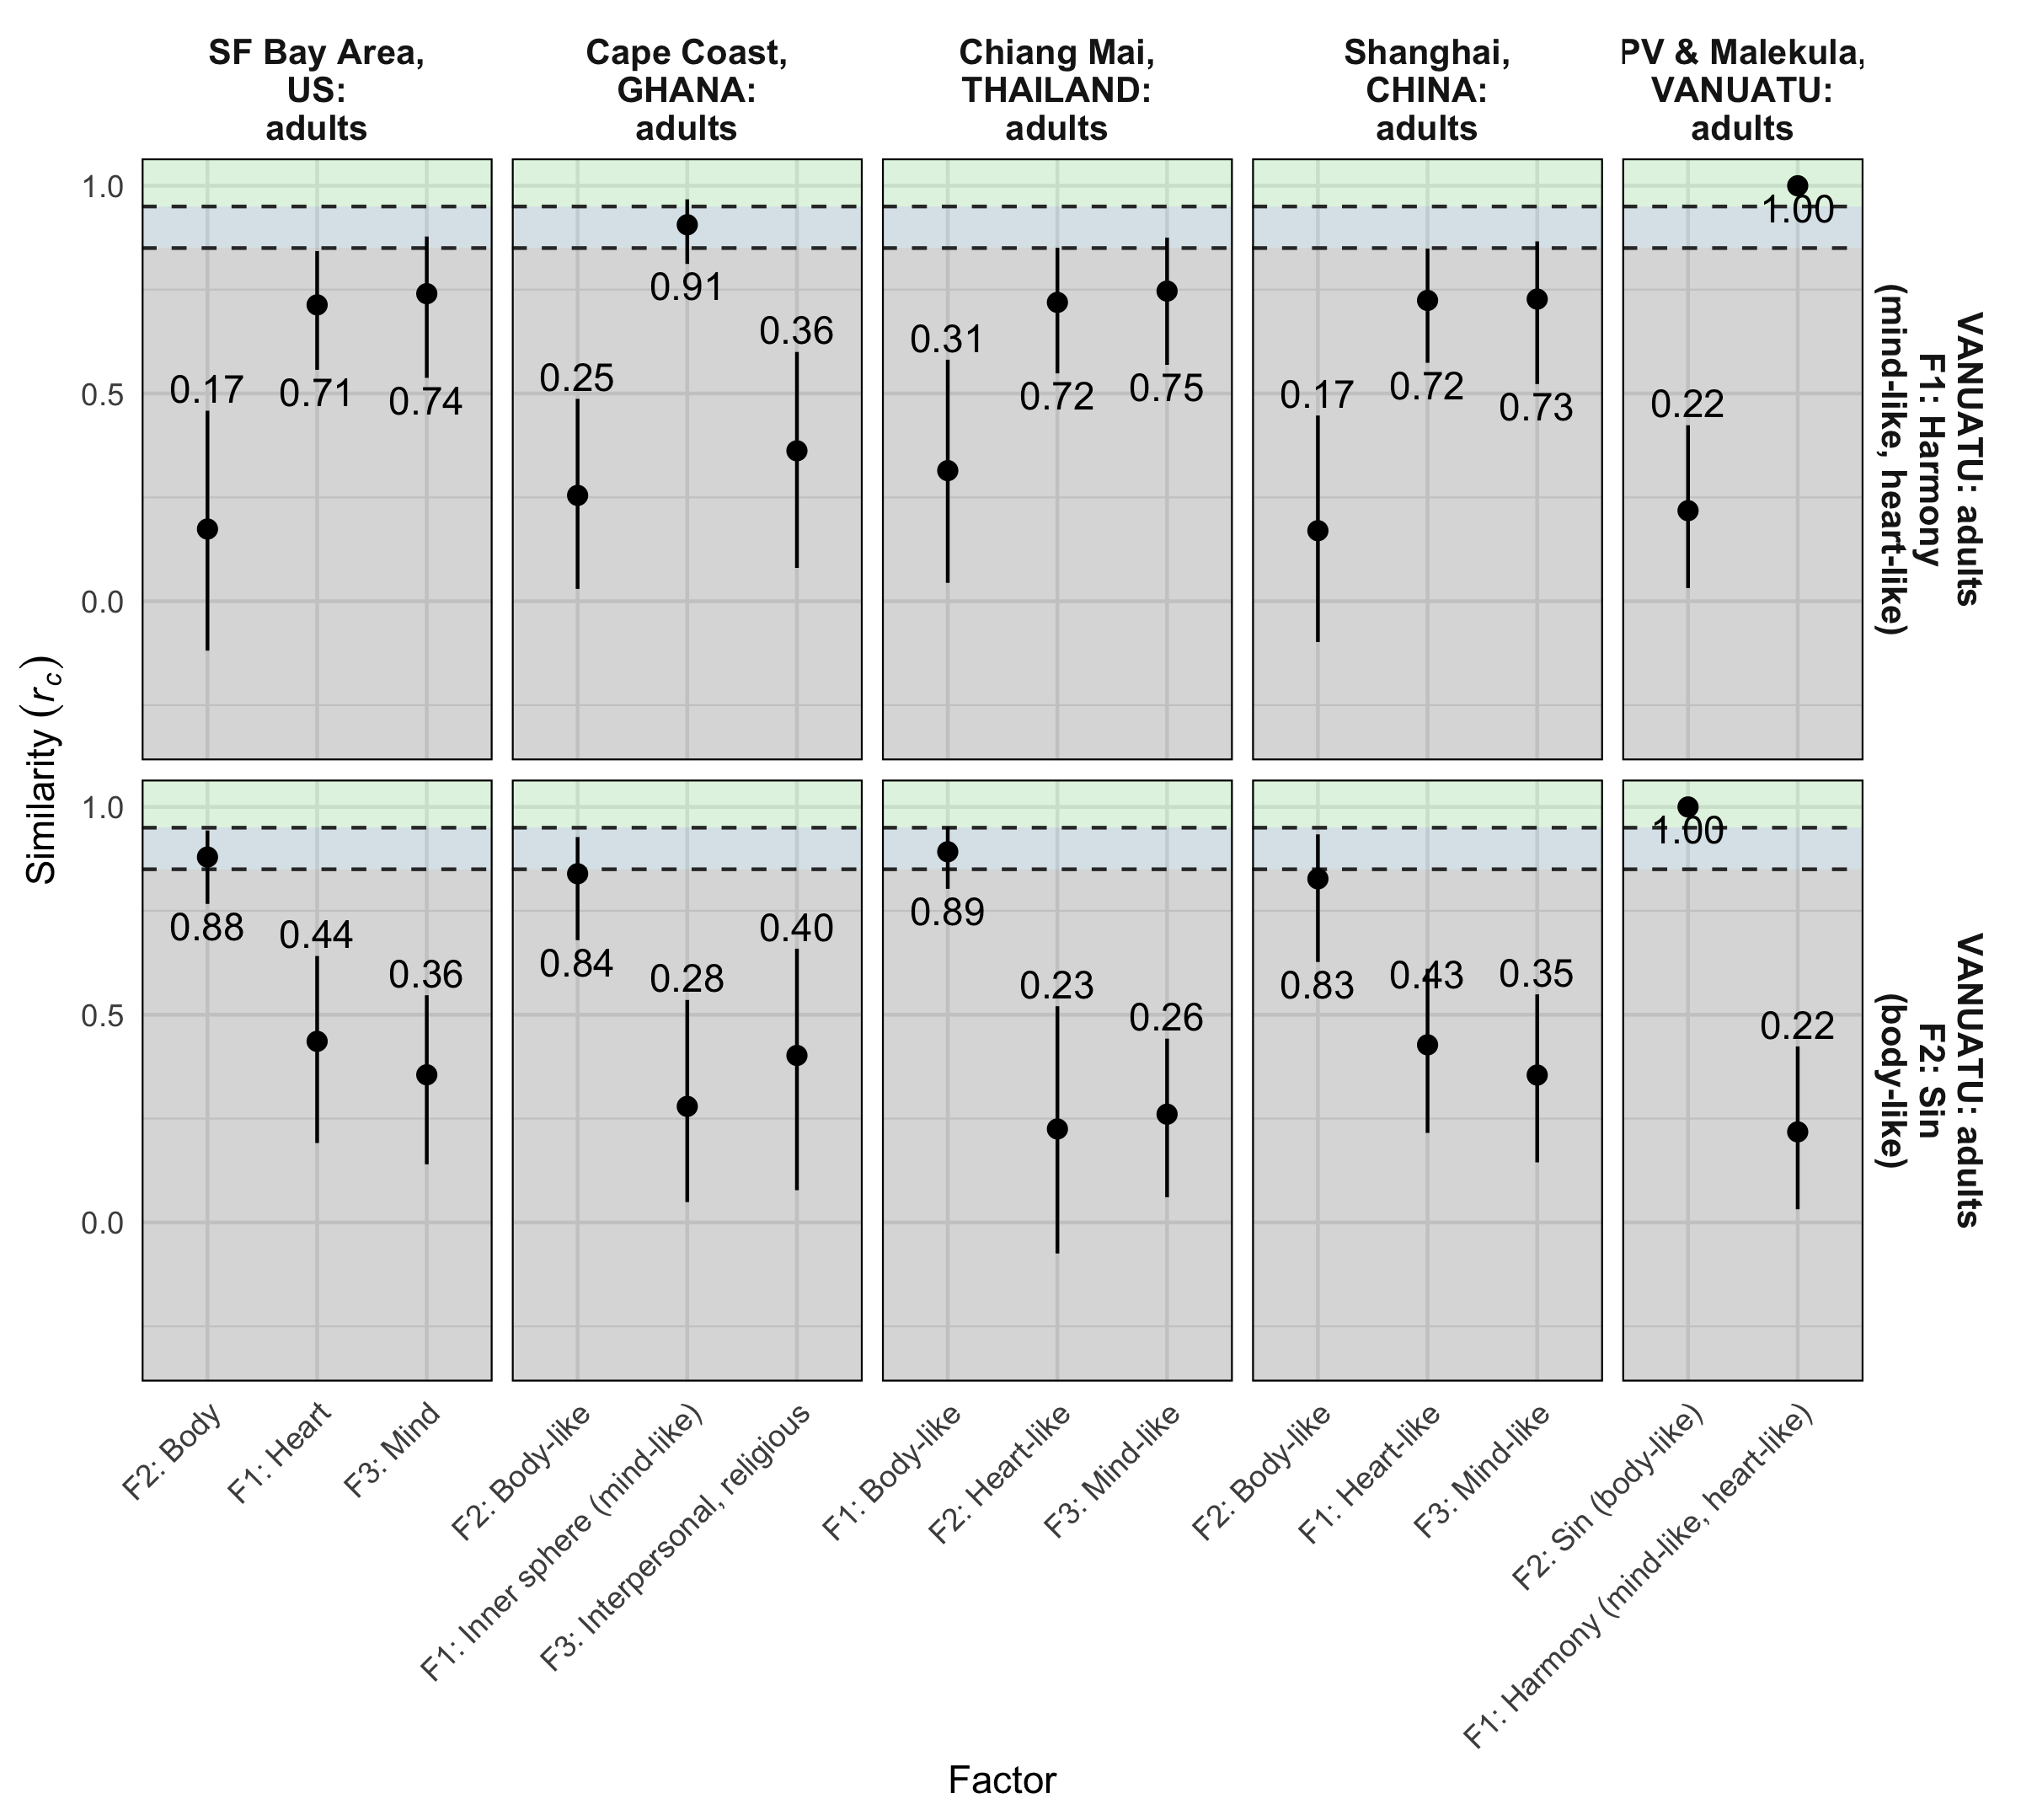 SF Bay Area,
US:
adults
Cape Coast,
GHANA:
adults
Chiang Mai,
THAILAND:
adults
Shanghai,
CHINA:
adults
PV & Malekula,
VANUATU:
adults
Similarity (r_c)
1.0
0.5
0.0
0.17
0.71
0.74
0.25
0.91
0.36
0.31
0.72
0.75
0.17
0.72
0.73
0.22
1.00
VANUATU: adults
F1: Harmony
(mind-like, heart-like)
1.0
0.5
0.0
0.88
0.44
0.36
0.84
0.28
0.40
0.89
0.23
0.26
0.83
0.43
0.35
1.00
0.22
VANUATU: adults
F2: Sin
(body-like)
F2: Body
F1: Heart
F3: Mind
F2: Body-like
F1: Inner sphere (mind-like)
F3: Interpersonal, religious
F1: Body-like
F2: Heart-like
F3: Mind-like
F2: Body-like
F1: Heart-like
F3: Mind-like
F2: Sin (body-like)
F1: Harmony (mind-like, heart-like)
Factor